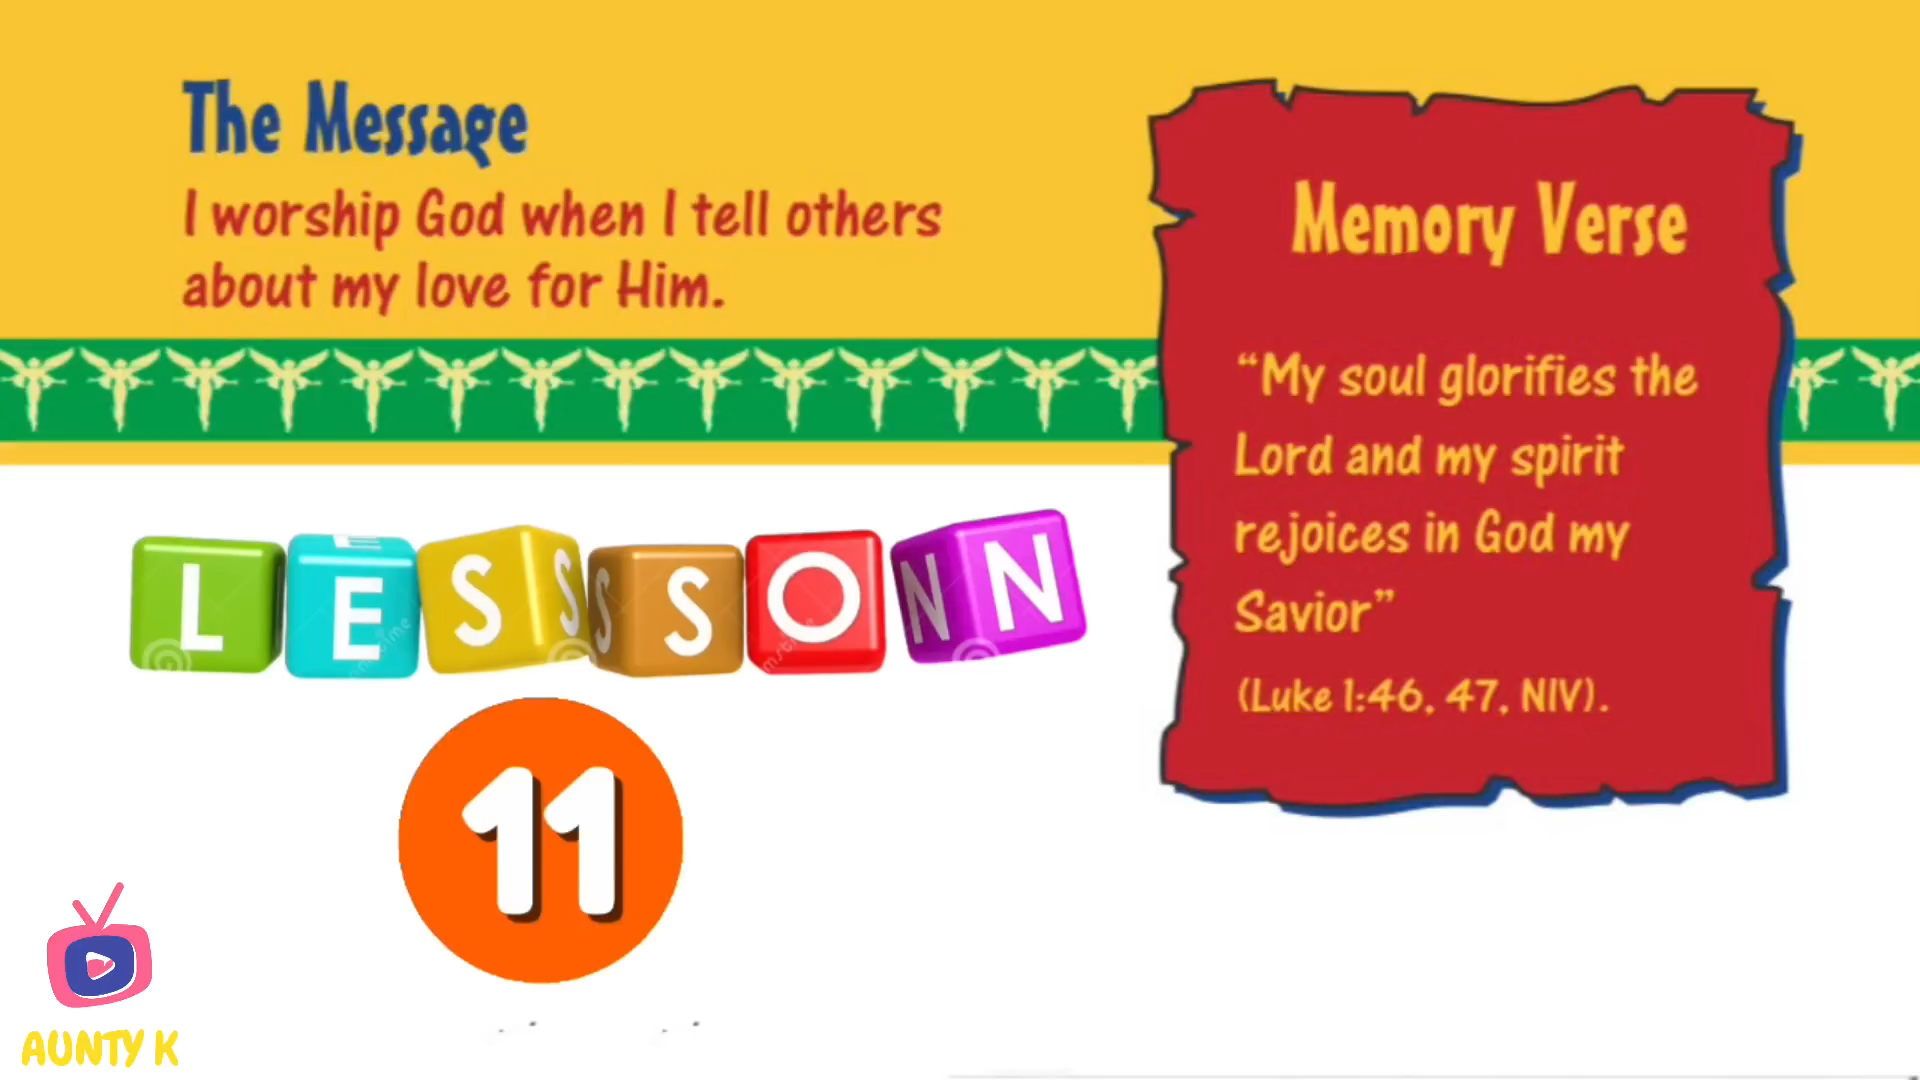 The Message
I worship God when I tell others
about my love for Him.
Memory Verse
“My soul glorifies the
Lord and my spirit
rejoices in God my
Savior”
(Luke 1:46, 47, NIV).
LESSON
11
AUNTY K